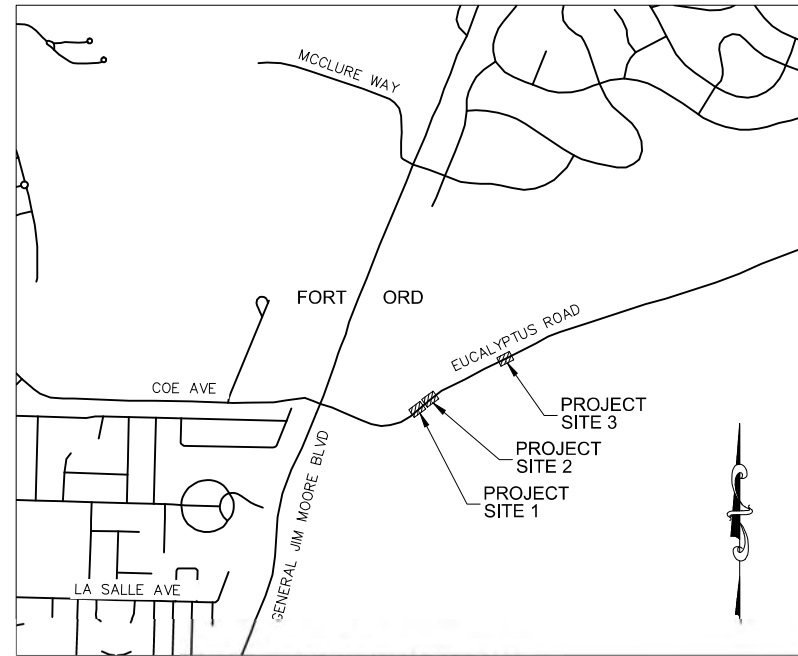 MCCLURE WAY
FORT ORD
EUCALYPTUS ROAD
COE AVE
PROJECT
SITE 3
PROJECT
SITE 2
PROJECT
SITE 1
GENERAL JIM MOORE BLVD
LA SALLE AVE